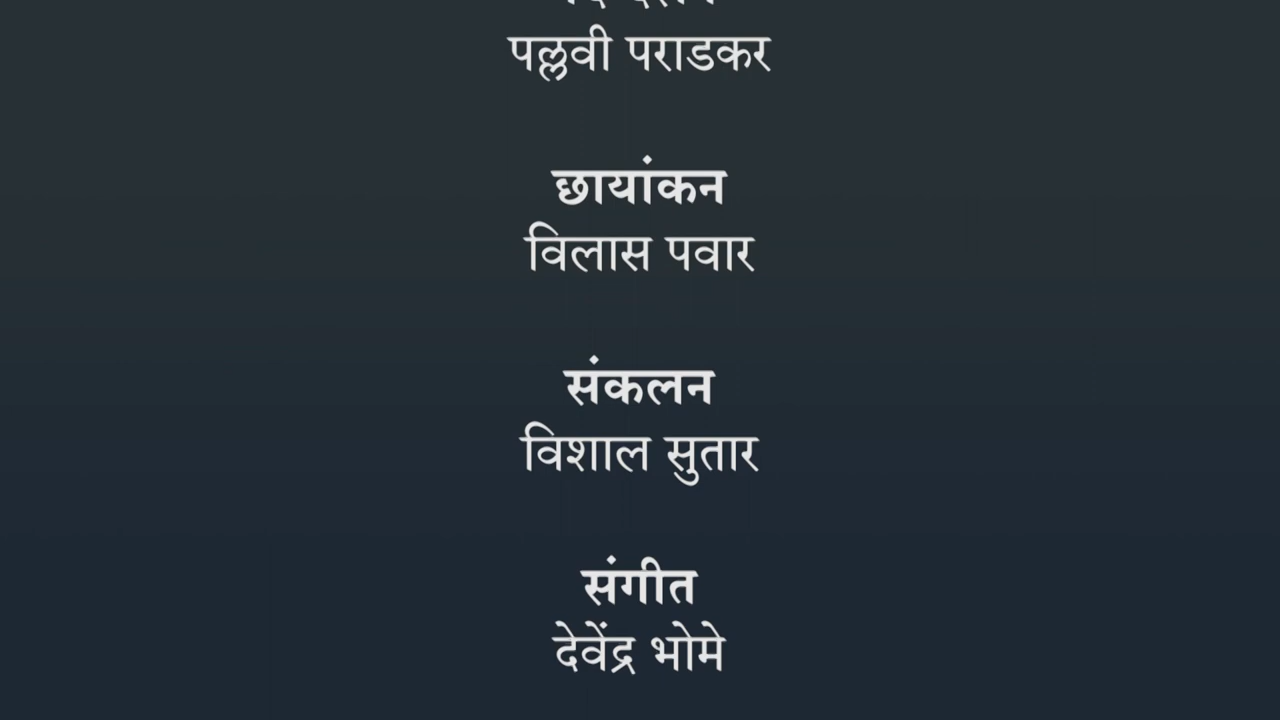 पल्लवी पराडकर
छायांकन
विलास पवार
संकलन
विशाल सुतार
संगीत
देवेंद्र भोमे